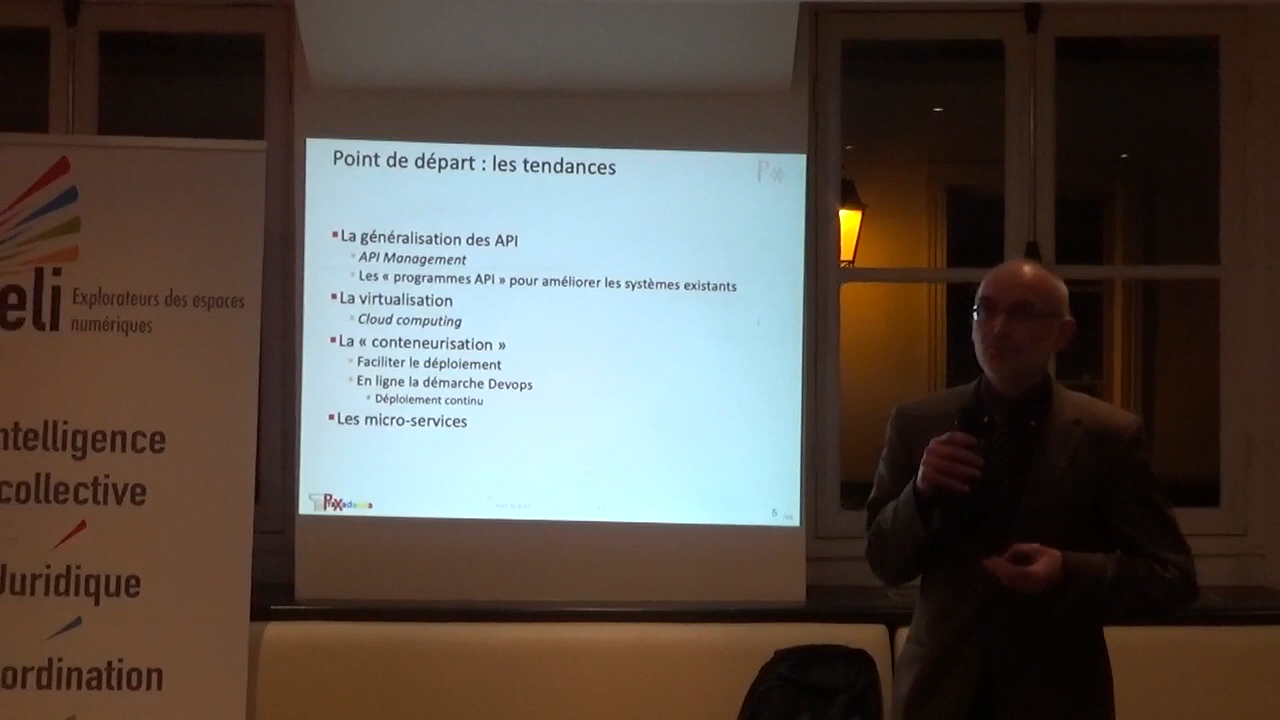 Point de départ : les tendances
La généralisation des API
API Management
Les « programmes API » pour améliorer les systèmes existants
La virtualisation
Cloud computing
La « conteneurisation »
Faciliter le déploiement
En ligne la démarche Devops
Déploiement continu
Les micro-services
5
eli
Explorateurs des espaces
numériques
ntelligence
collective
Juridique
ordination